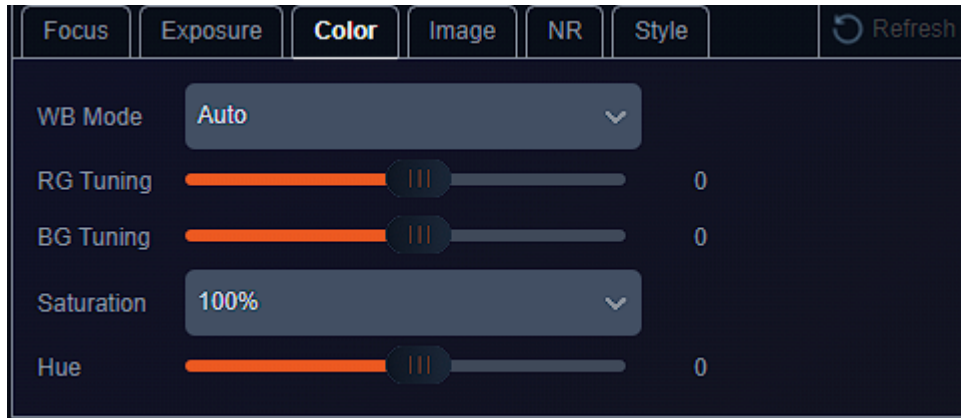 Focus Exposure Color Image NR Style Refresh
WB Mode Auto
RG Tuning 0
BG Tuning 0
Saturation 100%
Hue 0